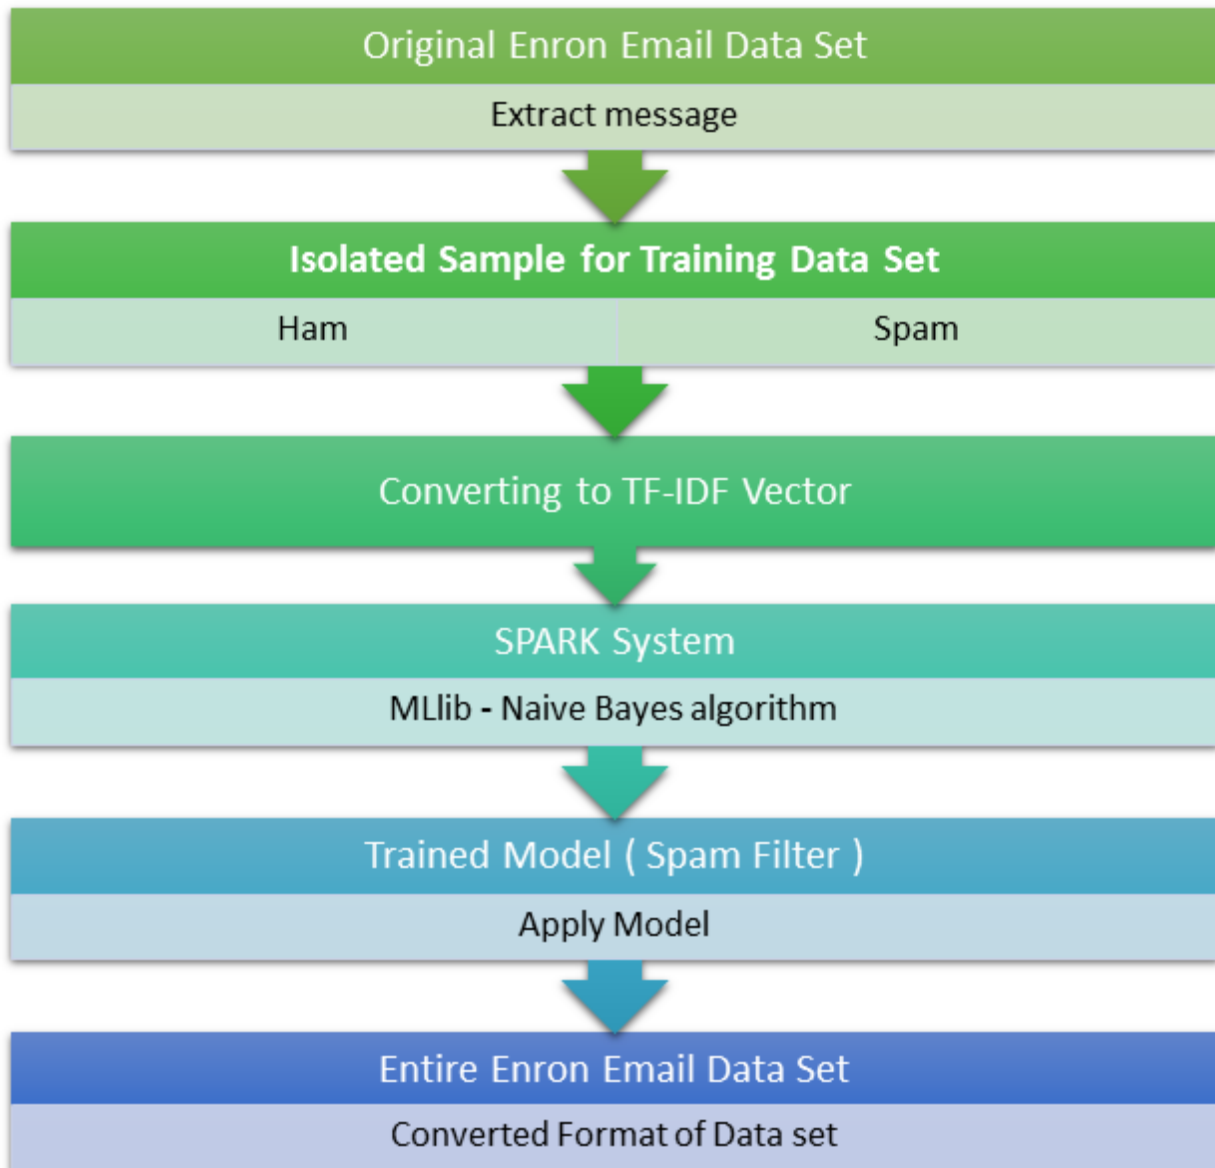 Original Enron Email Data Set
Extract message
Isolated Sample for Training Data Set
Ham
Spam
Converting to TF-IDF Vector
SPARK System
MLlib - Naive Bayes algorithm
Trained Model ( Spam Filter )
Apply Model
Entire Enron Email Data Set
Converted Format of Data set